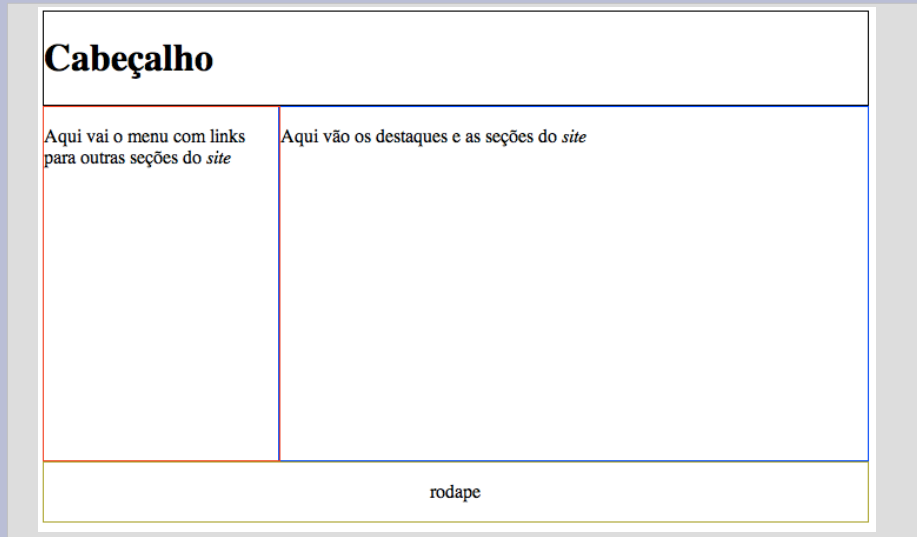 Cabeçalho
Aqui vai o menu com links
para outras seções do site
Aqui vão os destaques e as seções do site
rodape